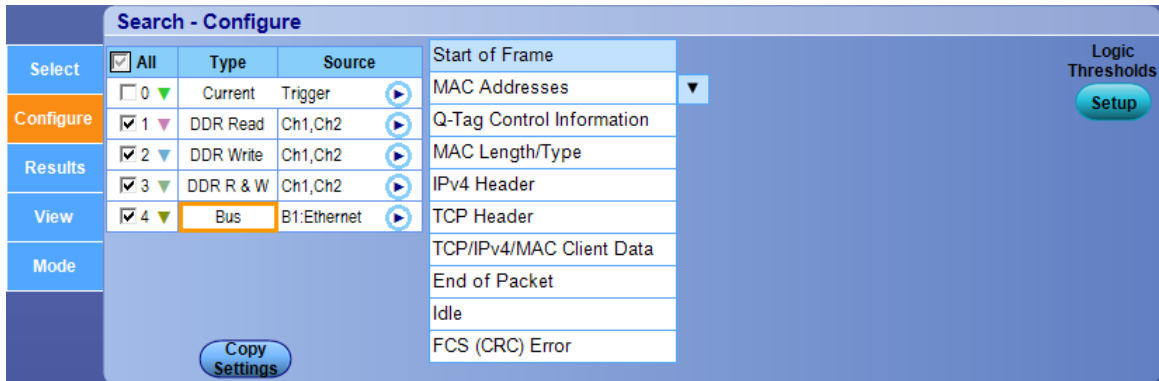 Search - Configure
Select
Configure
Results
View
Mode
All Type Source
0 Current Trigger
1 DDR Read Ch1,Ch2
2 DDR Write Ch1,Ch2
3 DDR R & W Ch1,Ch2
4 Bus B1:Ethernet
Copy
Settings
Start of Frame
MAC Addresses
Q-Tag Control Information
MAC Length/Type
IPv4 Header
TCP Header
TCP/IPv4/MAC Client Data
End of Packet
Idle
FCS (CRC) Error
Logic
Thresholds
Setup